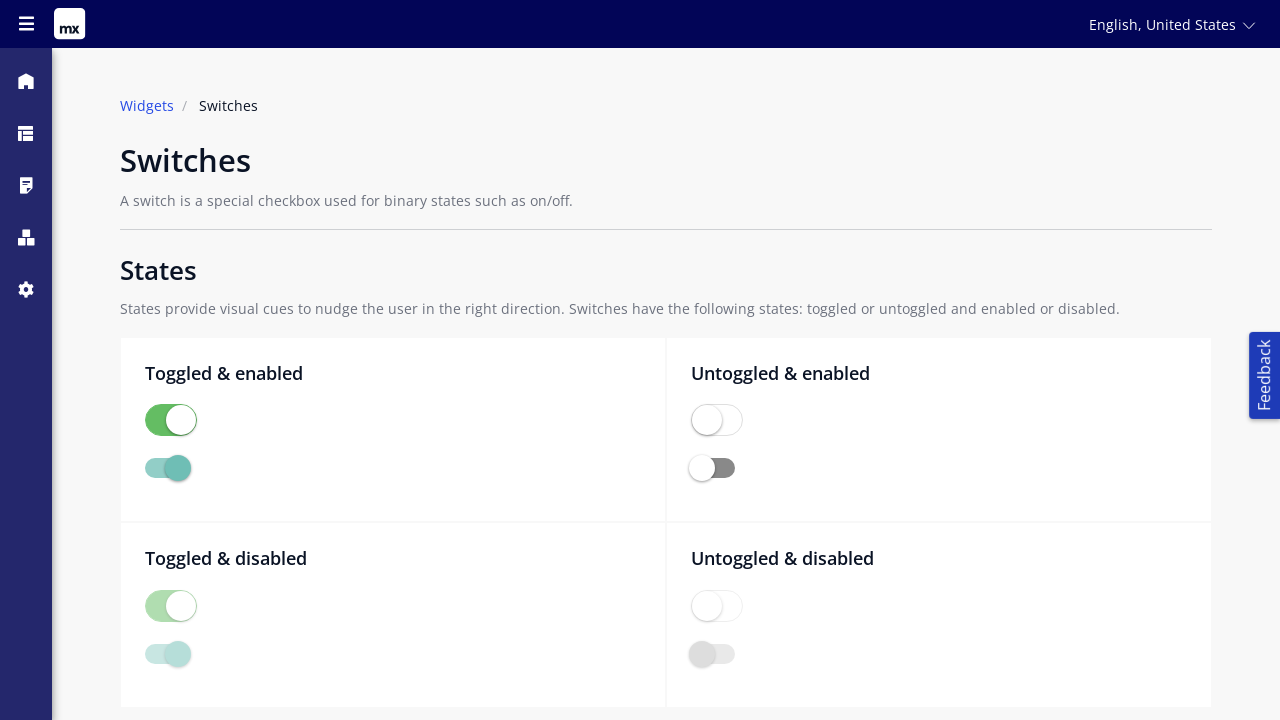 mx
English, United States
Widgets / Switches
Switches
A switch is a special checkbox used for binary states such as on/off.
States
States provide visual cues to nudge the user in the right direction. Switches have the following states: toggled or untoggled and enabled or disabled.
Toggled & enabled
Untoggled & enabled
Toggled & disabled
Untoggled & disabled
Feedback